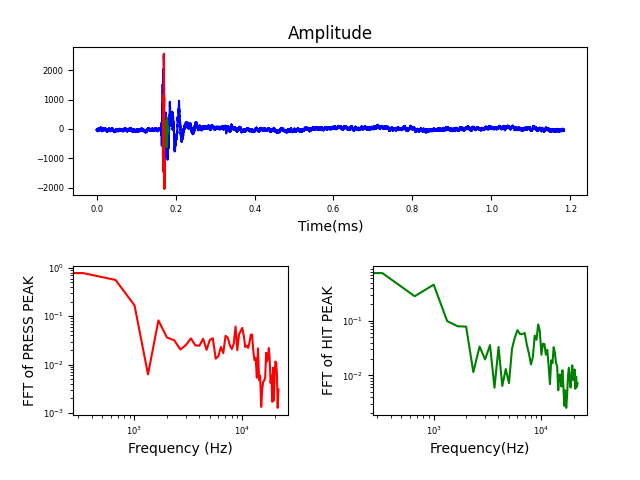 Amplitude
2000
1000
0
−1000
−2000
0.0 0.2 0.4 0.6 0.8 1.0 1.2
Time(ms)
FFT of PRESS PEAK
10⁰
10⁻¹
10⁻²
10⁻³
10³ 10⁴
Frequency (Hz)
FFT of HIT PEAK
10⁻¹
10⁻²
10³ 10⁴
Frequency(Hz)